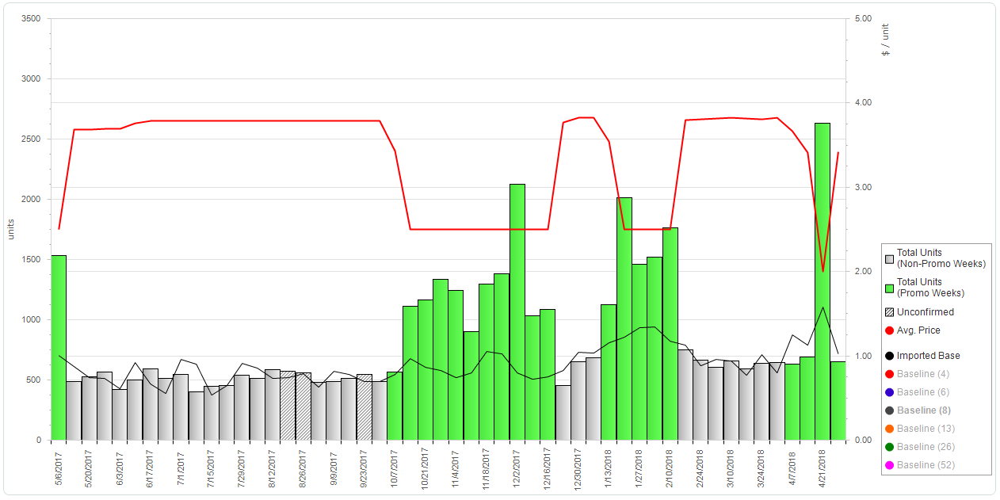 3500
3000
2500
2000
1500
1000
500
0
units
5.00
4.00
3.00
2.00
1.00
0.00
$ / unit
5/6/2017
5/20/2017
6/3/2017
6/17/2017
7/1/2017
7/15/2017
7/29/2017
8/12/2017
8/26/2017
9/9/2017
9/23/2017
10/7/2017
10/21/2017
11/4/2017
11/18/2017
12/2/2017
12/16/2017
12/30/2017
1/13/2018
1/27/2018
2/10/2018
2/24/2018
3/10/2018
3/24/2018
4/7/2018
4/21/2018
Total Units
(Non-Promo Weeks)
Total Units
(Promo Weeks)
Unconfirmed
Avg. Price
Imported Base
Baseline (4)
Baseline (6)
Baseline (8)
Baseline (13)
Baseline (26)
Baseline (52)